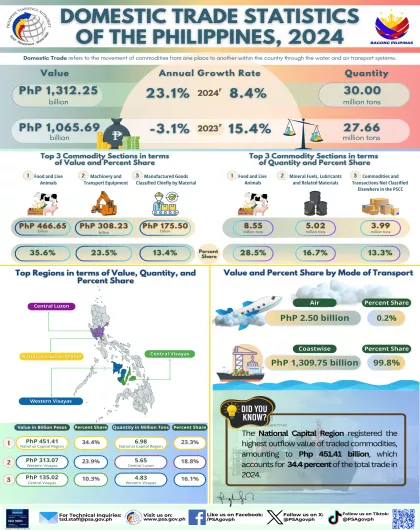 DOMESTIC TRADE STATISTICS
OF THE PHILIPPINES, 2024
BAGONG PILIPINAS
Domestic Trade refers to the movement of commodities from one place to another within the country through the water and air transport systems.
Value
Annual Growth Rate
Quantity
PhP 1,312.25
billion
23.1% 2024ʳ 8.4%
30.00
million tons
PhP 1,065.69
billion
-3.1% 2023ʳ 15.4%
27.66
million tons
Top 3 Commodity Sections in terms
of Value and Percent Share
1 Food and Live
Animals
2 Machinery and
Transport Equipment
3 Manufactured Goods
Classified Chiefly by Material
PhP 466.65
billion
PhP 308.23
billion
PhP 175.50
billion
35.6%
23.5%
13.4%
Percent
Share
Top 3 Commodity Sections in terms
of Quantity and Percent Share
1 Food and Live
Animals
2 Mineral Fuels, Lubricants
and Related Materials
3 Commodities and
Transactions Not Classified
Elsewhere in the PSCC
8.55
million tons
5.02
million tons
3.99
million tons
28.5%
16.7%
13.3%
Top Regions in terms of Value, Quantity, and
Percent Share
Central Luzon
Central Visayas
Western Visayas
Value in Billion Pesos
Percent Share
Quantity in Million Tons
Percent Share
1
PhP 451.41
National Capital Region
34.4%
6.98
National Capital Region
23.3%
2
PhP 313.07
Western Visayas
23.9%
5.65
Central Luzon
18.8%
3
PhP 135.02
Central Visayas
10.3%
4.83
Western Visayas
16.1%
Value and Percent Share by Mode of Transport
Air
Percent Share
PhP 2.50 billion
0.2%
Coastwise
Percent Share
PhP 1,309.75 billion
99.8%
DID YOU
KNOW?
The National Capital Region registered the
highest outflow value of traded commodities,
amounting to Php 451.41 billion, which
accounts for 34.4 percent of the total trade in
2024.
For Technical Inquiries:
tsd.staff@psa.gov.ph
Visit us on:
www.psa.gov.ph
Like us on Facebook:
/PSAgovph
Follow us on X:
@PSAgovph
Follow us on Tiktok:
@PSAgovph